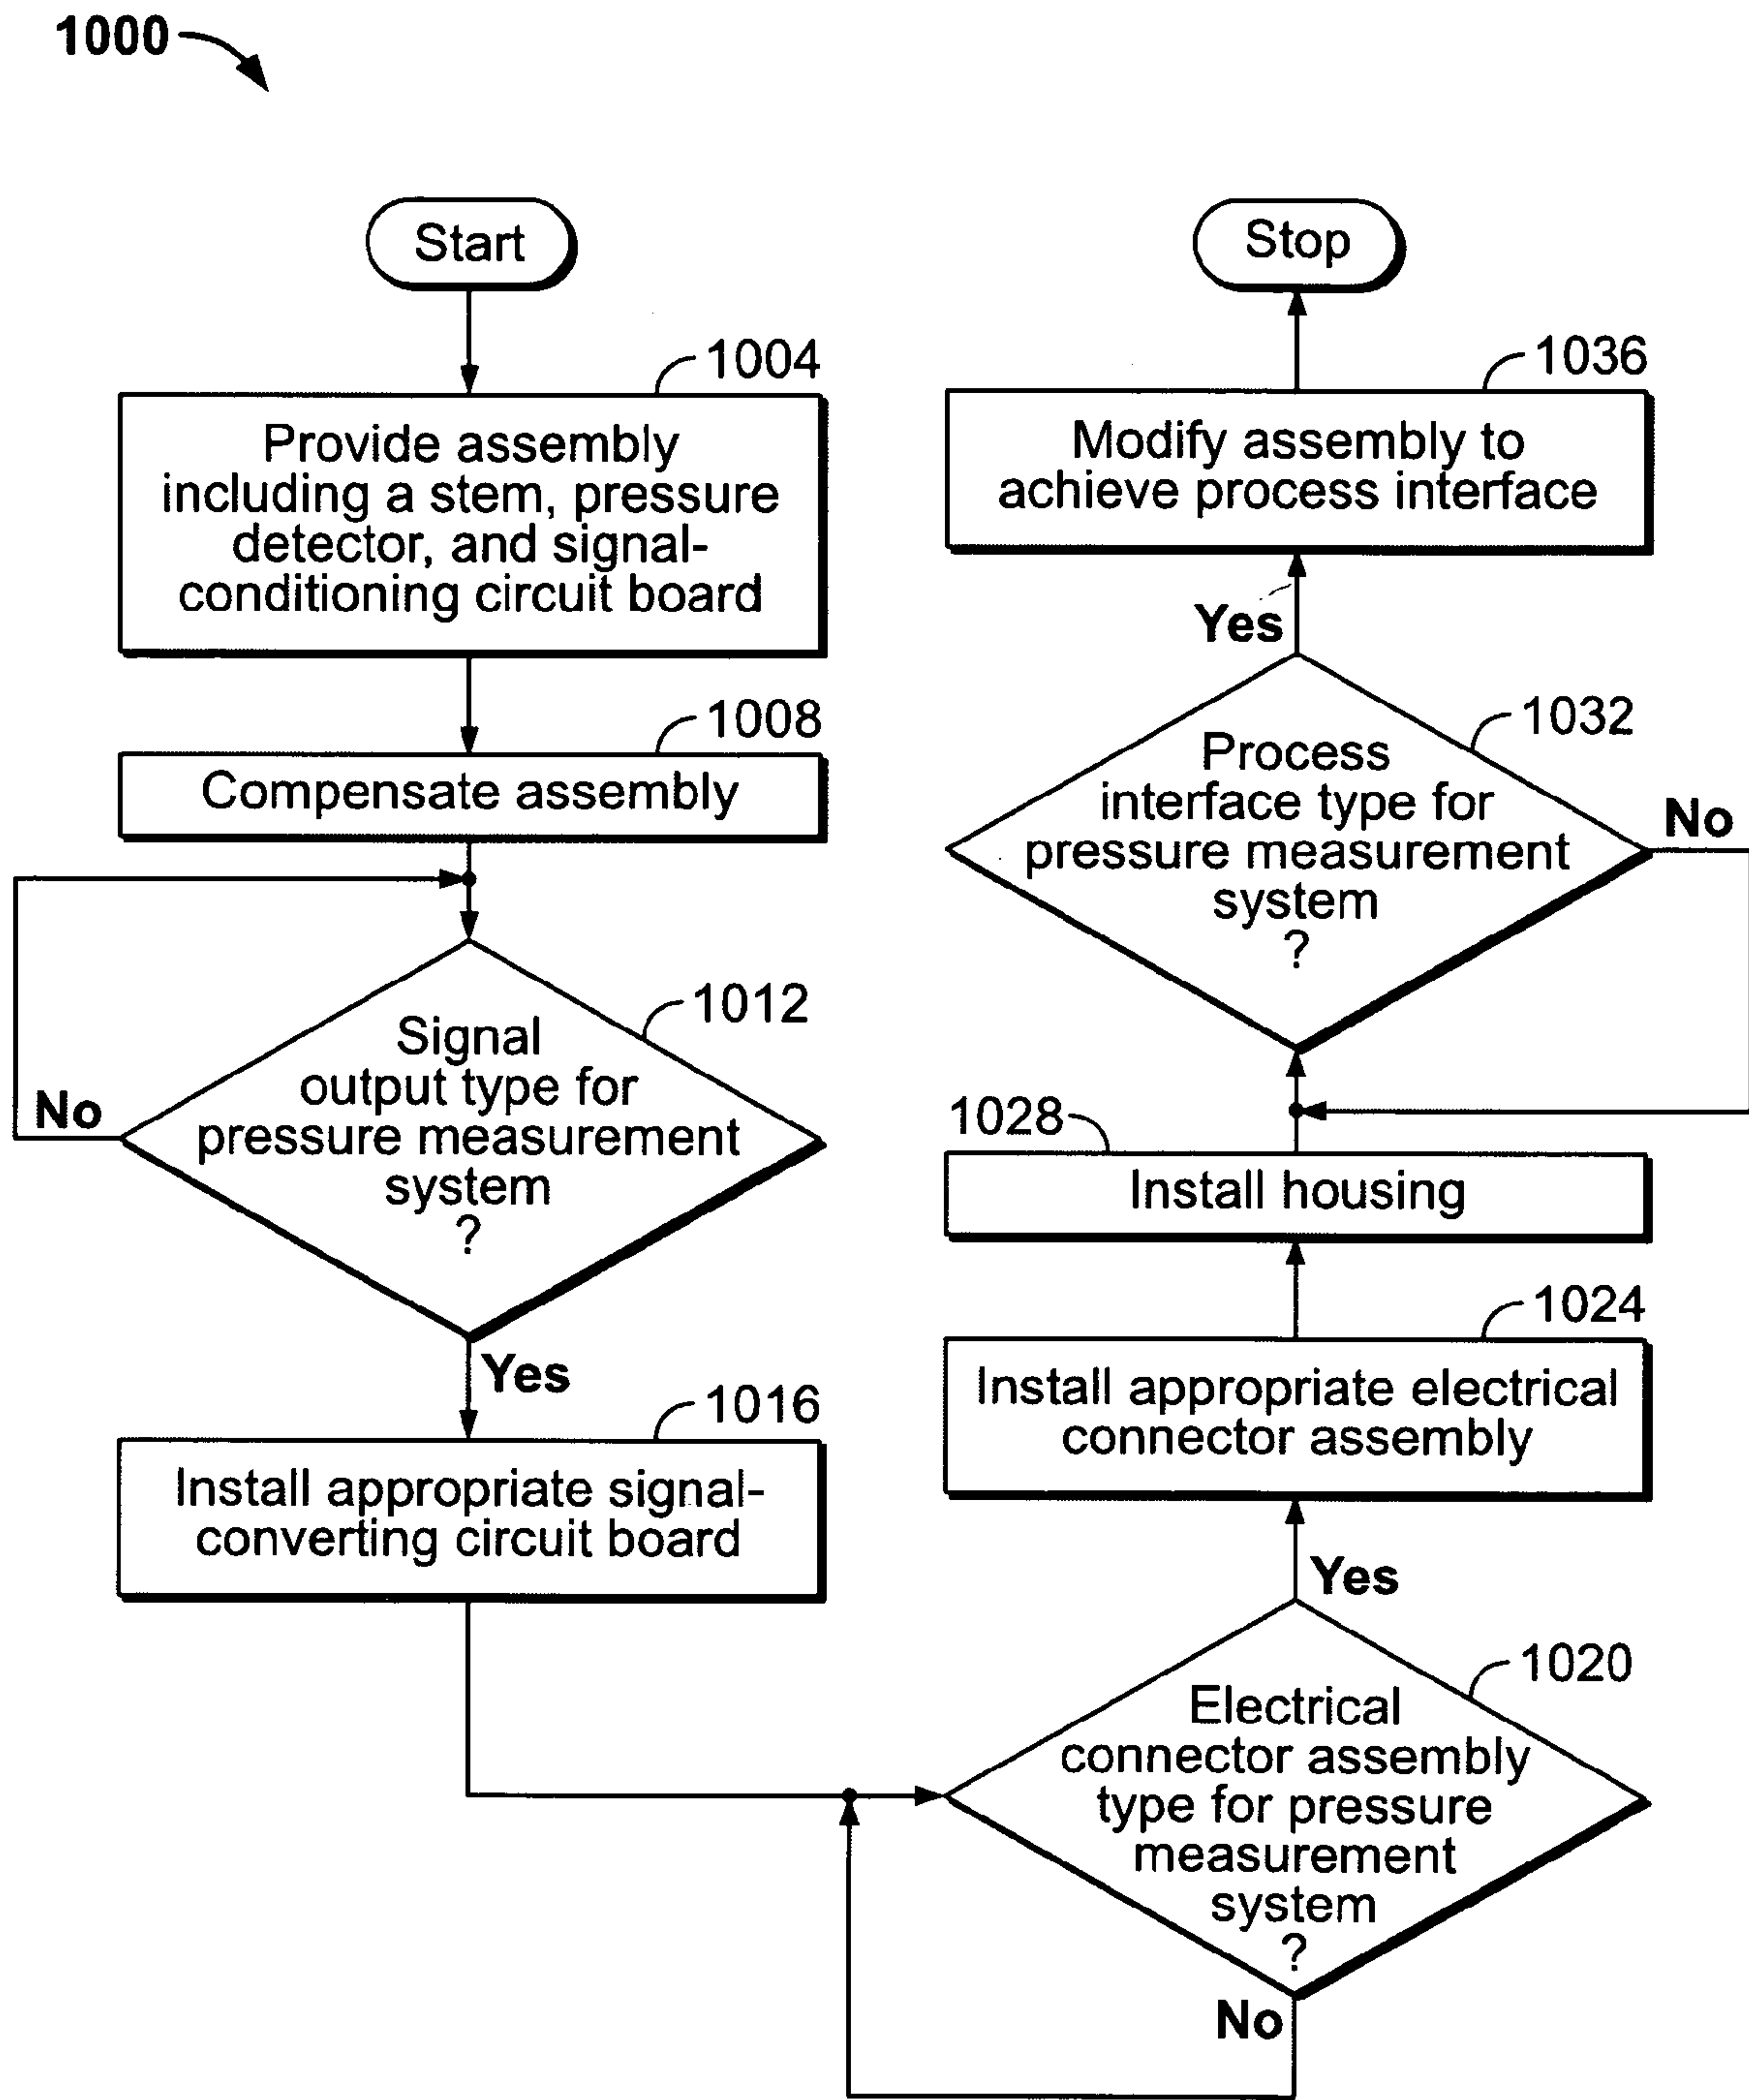 1000
Start
1004
Provide assembly
including a stem, pressure
detector, and signal-
conditioning circuit board
1008
Compensate assembly
1012
Signal
output type for
pressure measurement
system
?
No
Yes
1016
Install appropriate signal-
converting circuit board
1020
Electrical
connector assembly
type for pressure
measurement
system
?
No
Yes
1024
Install appropriate electrical
connector assembly
1028
Install housing
1032
Process
interface type for
pressure measurement
system
?
No
Yes
1036
Modify assembly to
achieve process interface
Stop